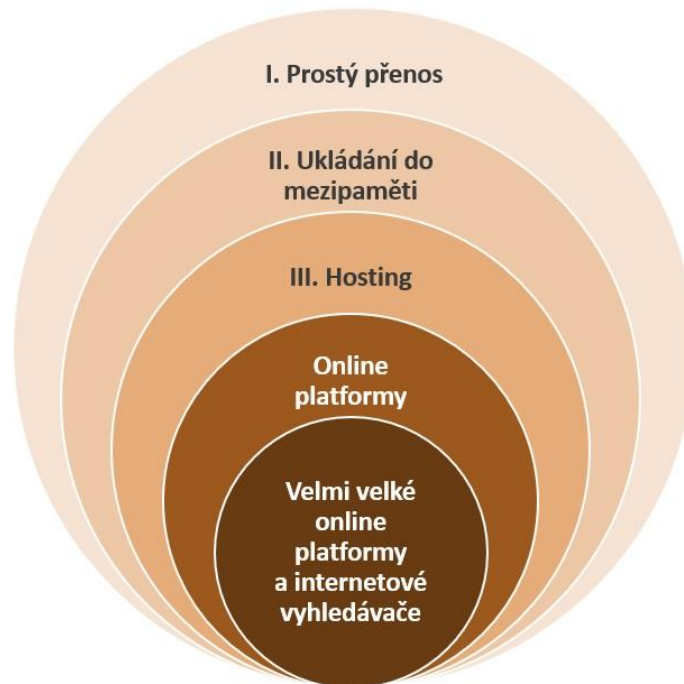 I. Prostý přenos
II. Ukládání do
mezipaměti
III. Hosting
Online
platformy
Velmi velké
online
platformy
a internetové
vyhledávače